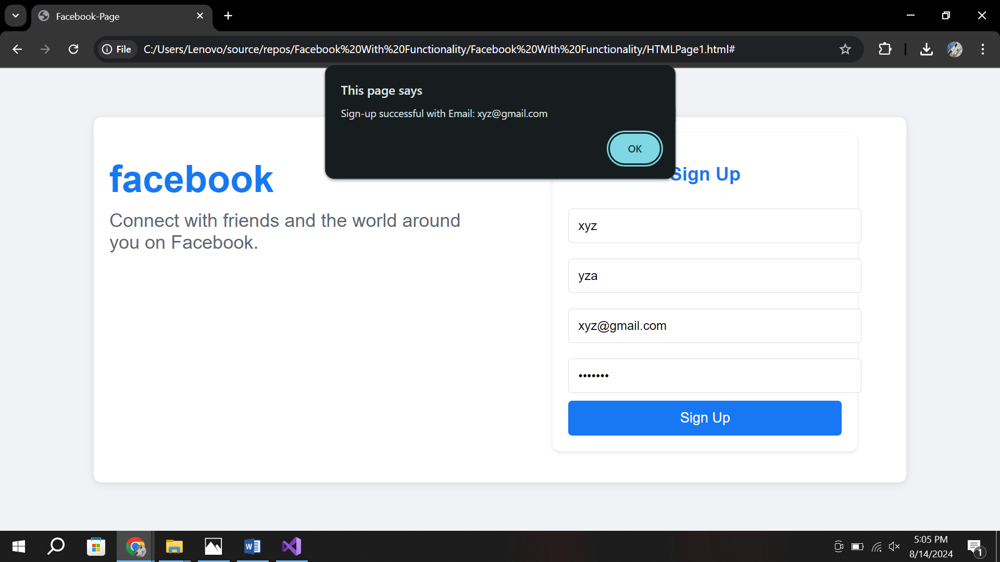 Facebook-Page
File
C:/Users/Lenovo/source/repos/Facebook%20With%20Functionality/Facebook%20With%20Functionality/HTMLPage1.html#
This page says
Sign-up successful with Email: xyz@gmail.com
OK
facebook
Connect with friends and the world around
you on Facebook.
Sign Up
xyz
yza
xyz@gmail.com
•••••••
Sign Up
W
5:05 PM
8/14/2024
1